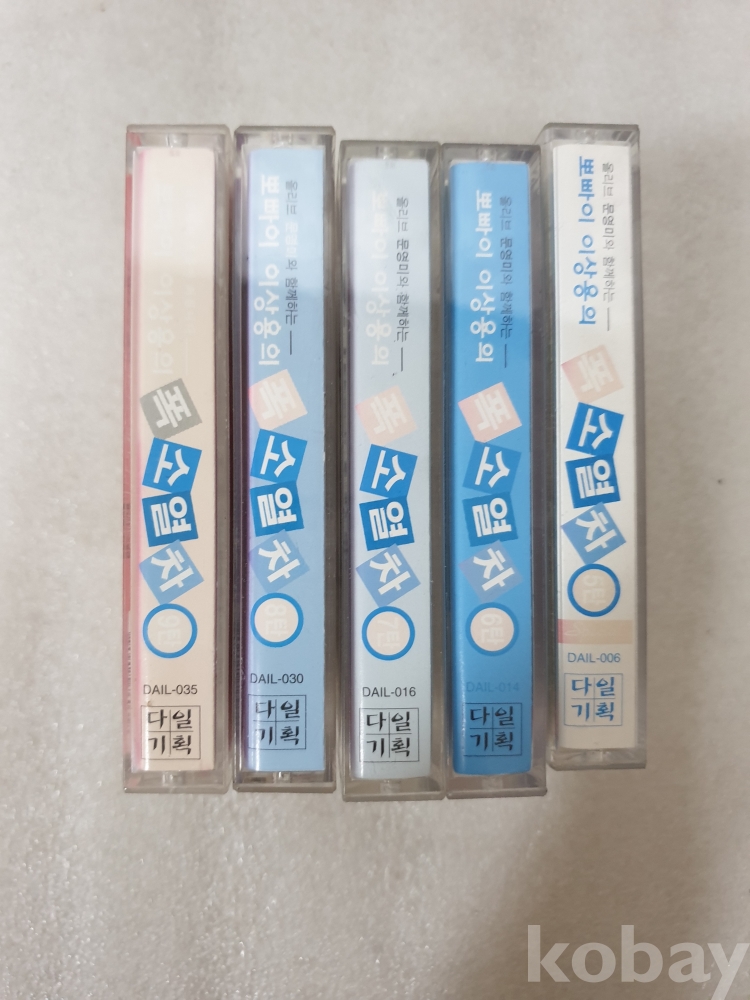 이상용의
폭소열차
9탄
DAIL-035
다일
기획
올리브 문영미와 함께하는
뽀빠이 이상용의
폭소열차
8탄
DAIL-030
다일
기획
올리브 문영미와 함께하는
뽀빠이 이상용의
폭소열차
7탄
DAIL-016
다일
기획
올리브 문영미와 함께하는
뽀빠이 이상용의
폭소열차
6탄
DAIL-014
다일
기획
올리브 문영미와 함께하는
뽀빠이 이상용의
폭소열차
DAIL-006
다일
기획
kobay